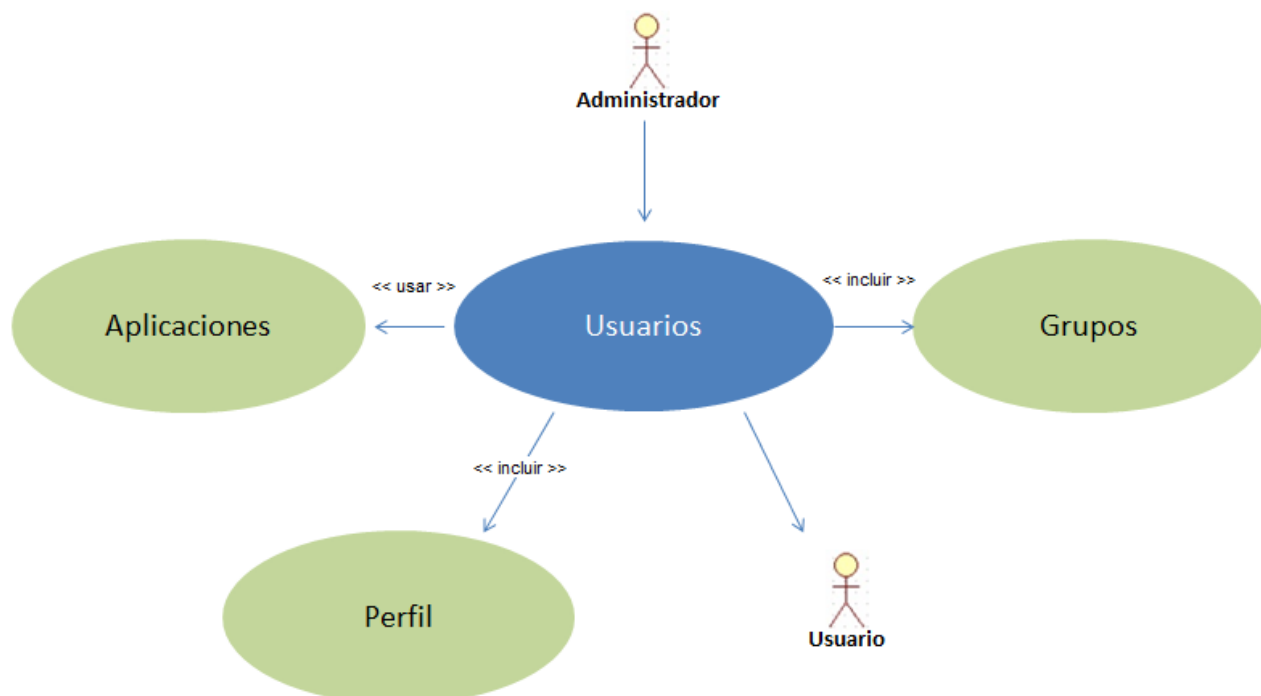 Administrador
<< usar >>
<< incluir >>
Aplicaciones
Usuarios
Grupos
<< incluir >>
Perfil
Usuario